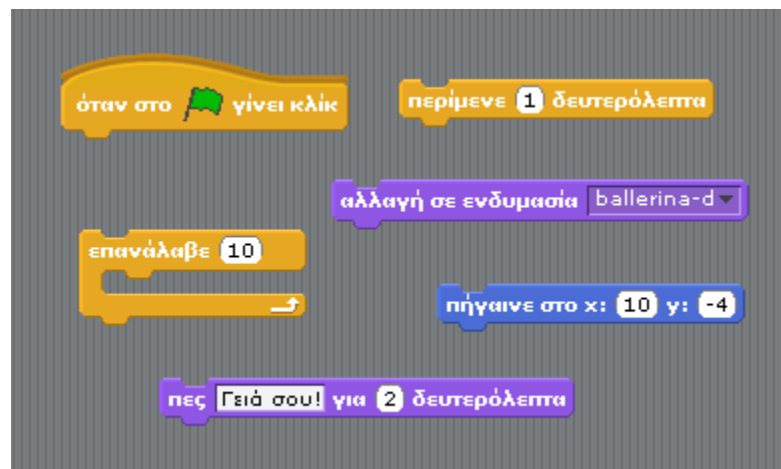 όταν στο γίνει κλίκ
περίμενε 1 δευτερόλεπτα
αλλαγή σε ενδυμασία ballerina-d
επανάλαβε 10
πήγαινε στο x: 10 y: -4
πες Γειά σου! για 2 δευτερόλεπτα